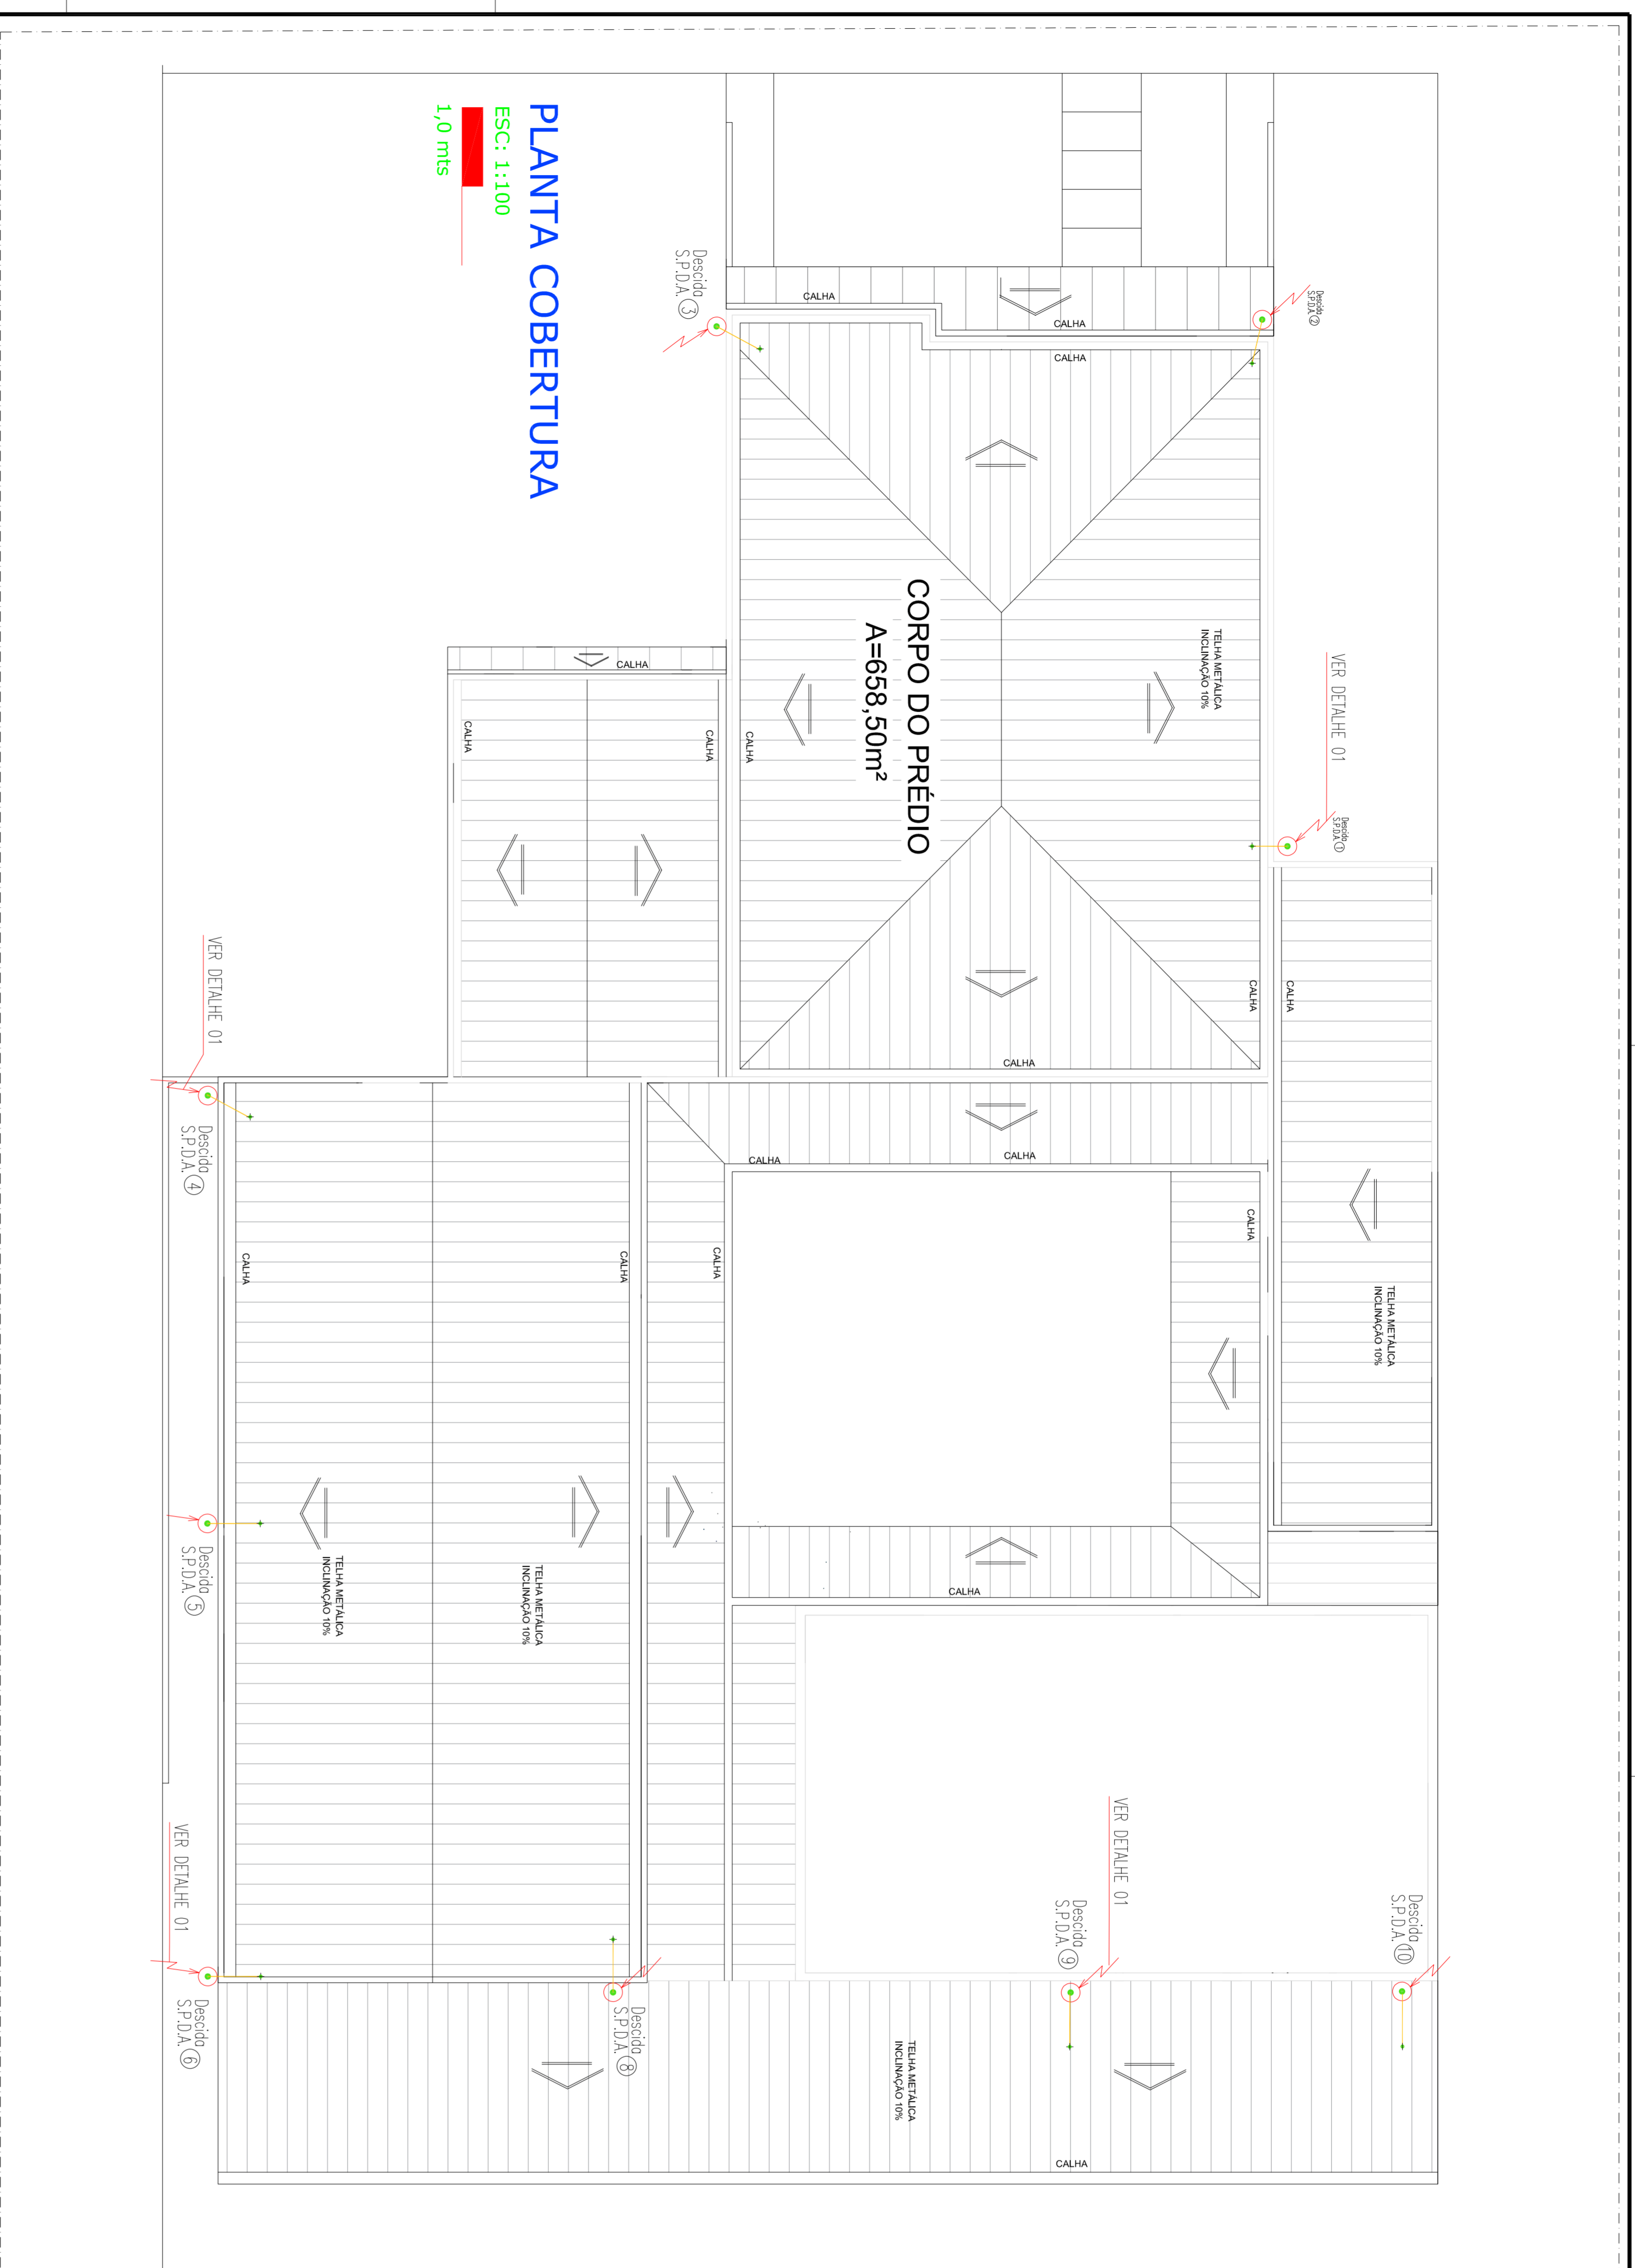 PLANTA COBERTURA
ESC: 1:100
1,0 mts
Descida
S.P.D.A. 3
Descida
S.P.D.A 2
CALHA
CALHA
CALHA
CORPO DO PRÉDIO
A=658,50m²
TELHA METÁLICA
INCLINAÇÃO 10%
VER DETALHE 01
Descida
S.P.D.A 1
CALHA
CALHA
CALHA
CALHA
CALHA
CALHA
CALHA
VER DETALHE 01
Descida
S.P.D.A. 4
CALHA
CALHA
CALHA
CALHA
CALHA
CALHA
TELHA METÁLICA
INCLINAÇÃO 10%
Descida
S.P.D.A. 5
TELHA METÁLICA
INCLINAÇÃO 10%
TELHA METÁLICA
INCLINAÇÃO 10%
CALHA
VER DETALHE 01
VER DETALHE 01
Descida
S.P.D.A. 9
Descida
S.P.D.A. 10
Descida
S.P.D.A. 6
Descida
S.P.D.A. 8
TELHA METÁLICA
INCLINAÇÃO 10%
CALHA